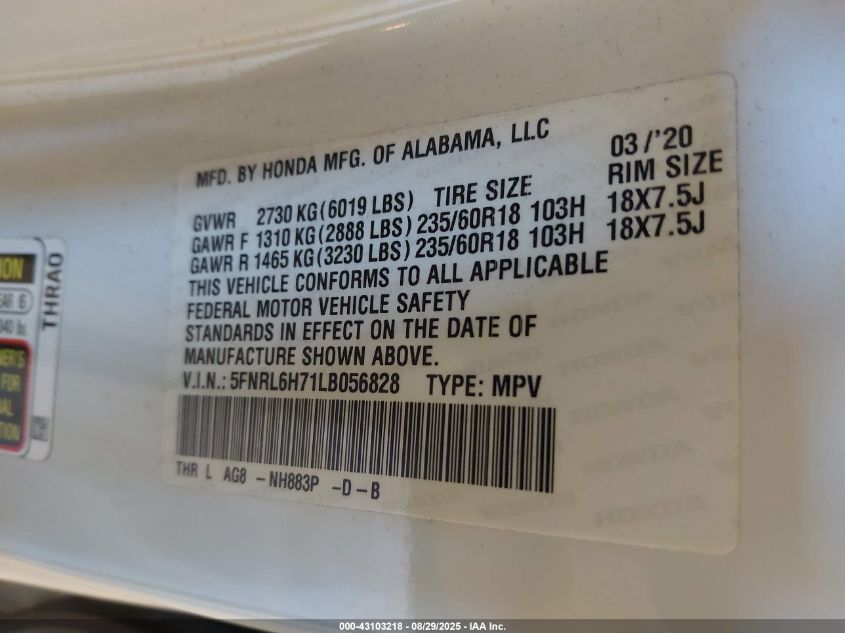 MFD. BY HONDA MFG. OF ALABAMA, LLC 03/'20
GVWR 2730 KG(6019 LBS) TIRE SIZE RIM SIZE
GAWR F 1310 KG(2888 LBS)235/60R18 103H 18X7.5J
GAWR R 1465 KG(3230 LBS)235/60R18 103H 18X7.5J
THIS VEHICLE CONFORMS TO ALL APPLICABLE
FEDERAL MOTOR VEHICLE SAFETY
STANDARDS IN EFFECT ON THE DATE OF
MANUFACTURE SHOWN ABOVE.
V.I.N.: 5FNRL6H71LB056828 TYPE: MPV
THR L AG8 -NH883P -D-B
THRA0
6
000-43103218 - 08/29/2025 - IAA Inc.